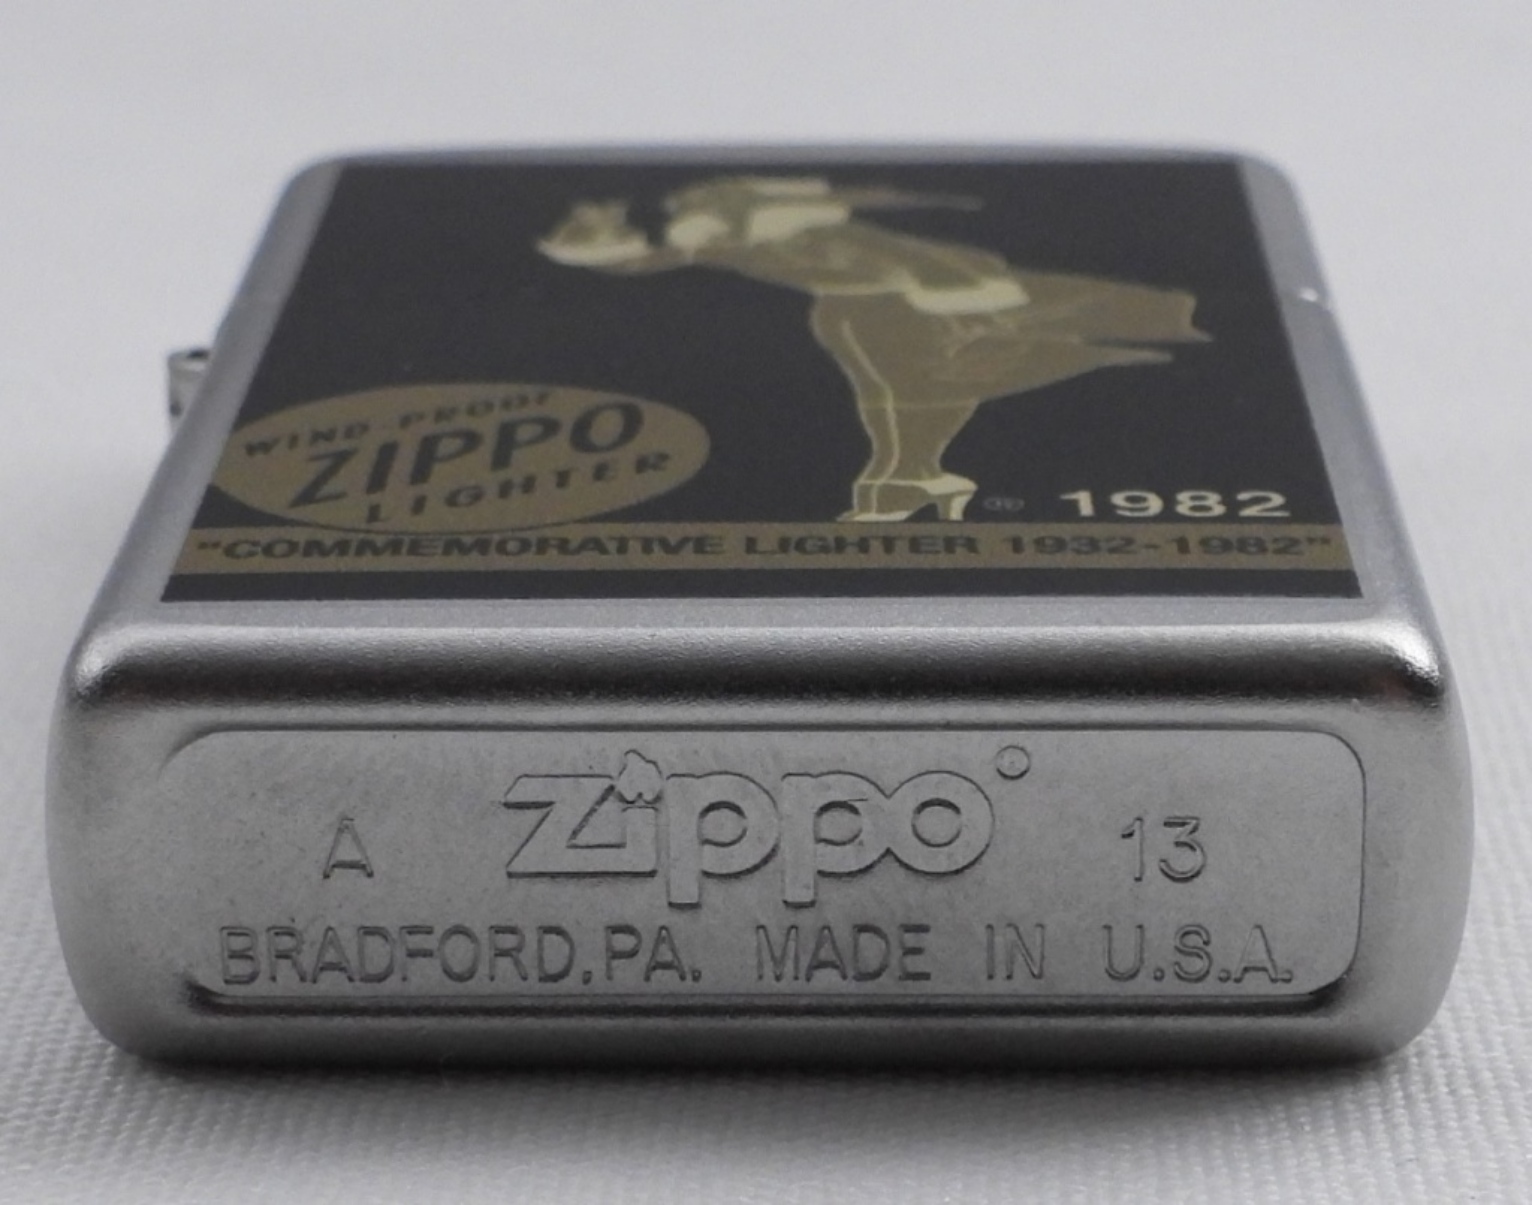 WIND-PROOF
ZIPPO
LIGHTER
® 1982
"COMMEMORATIVE LIGHTER 1932-1982"
A zippo® 13
BRADFORD,PA. MADE IN U.S.A.